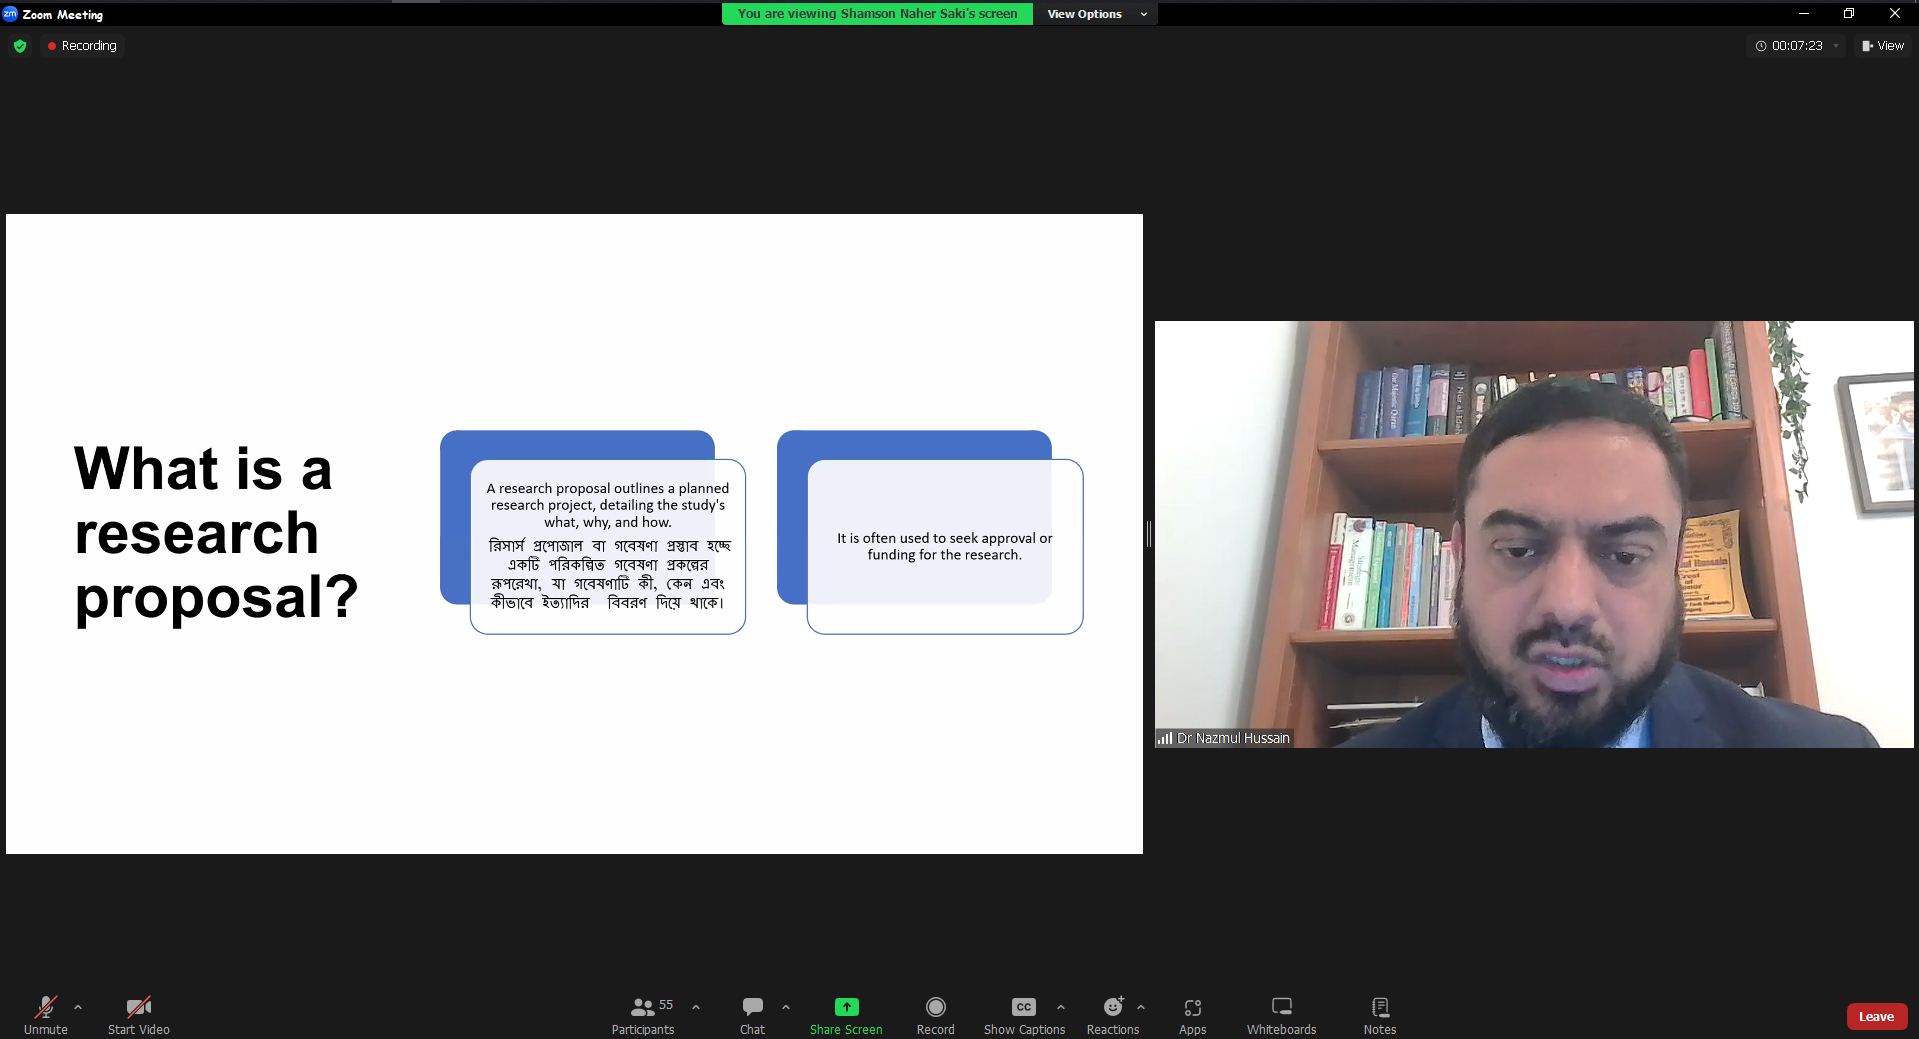 Zoom Meeting
You are viewing Shamson Naher Saki's screen
View Options
Recording
00:07:23
View
What is a
research
proposal?
A research proposal outlines a planned
research project, detailing the study's
what, why, and how.
রিসার্স প্রপোজাল বা গবেষণা প্রস্তাব হচ্ছে
একটি পরিকল্পিত গবেষণা প্রকল্পের
রূপরেখা, যা গবেষণাটি কী, কেন এবং
কীভাবে ইত্যাদির বিবরণ দিয়ে থাকে।
It is often used to seek approval or
funding for the research.
Dr Nazmul Hussain
Unmute
Start Video
55
Participants
Chat
Share Screen
Record
CC
Show Captions
Reactions
Apps
Whiteboards
Notes
Leave